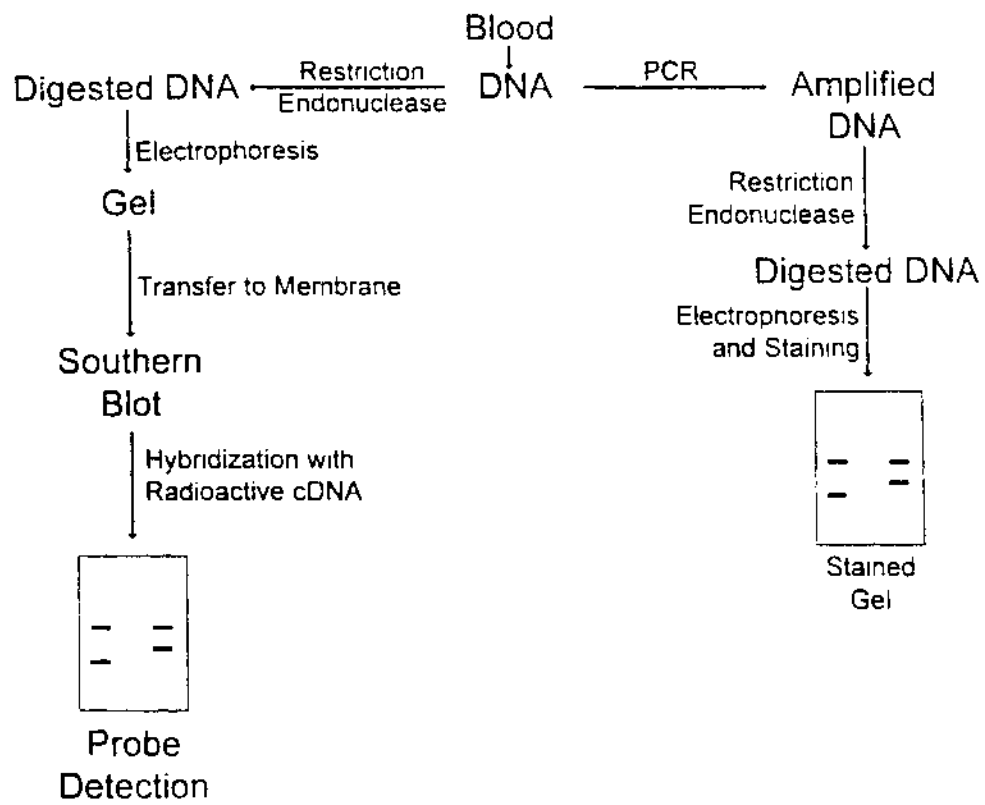 Blood
DNA
Restriction
Endonuclease
Digested DNA
Electrophoresis
Gel
Transfer to Membrane
Southern
Blot
Hybridization with
Radioactive cDNA
Probe
Detection
PCR
Amplified
DNA
Restriction
Endonuclease
Digested DNA
Electropnoresis
and Staining
Stained
Gel